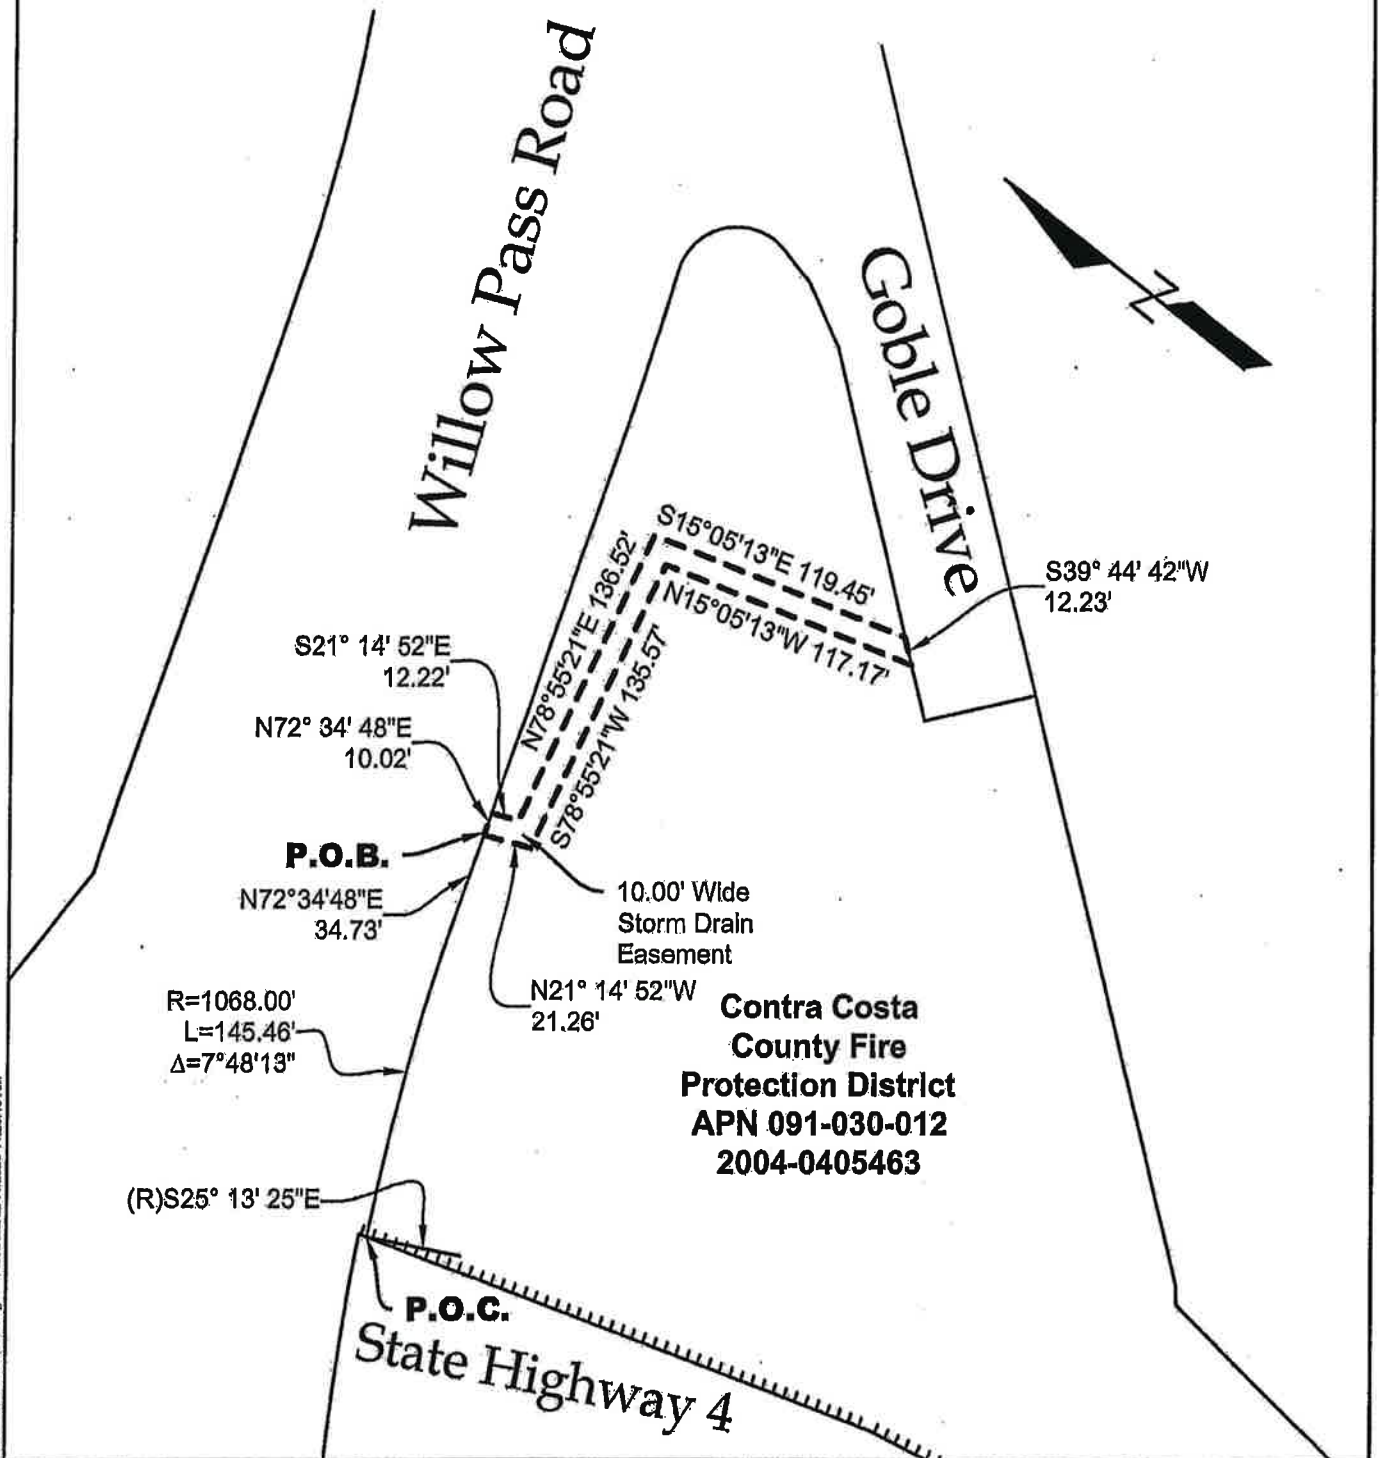 Willow Pass Road
Goble Drive
S15°05'13"E 119.45'
N15°05'13"W 117.17'
N78°55'21"E 136.52'
S78°55'21"W 135.57'
S39° 44' 42"W
12.23'
S21° 14' 52"E
12.22'
N72° 34' 48"E
10.02'
P.O.B.
N72°34'48"E
34.73'
10.00' Wide
Storm Drain
Easement
N21° 14' 52"W
21.26'
R=1068.00'
L=145.46'
Δ=7°48'13"
Contra Costa
County Fire
Protection District
APN 091-030-012
2004-0405463
(R)S25° 13' 25"E
P.O.C.
State Highway 4